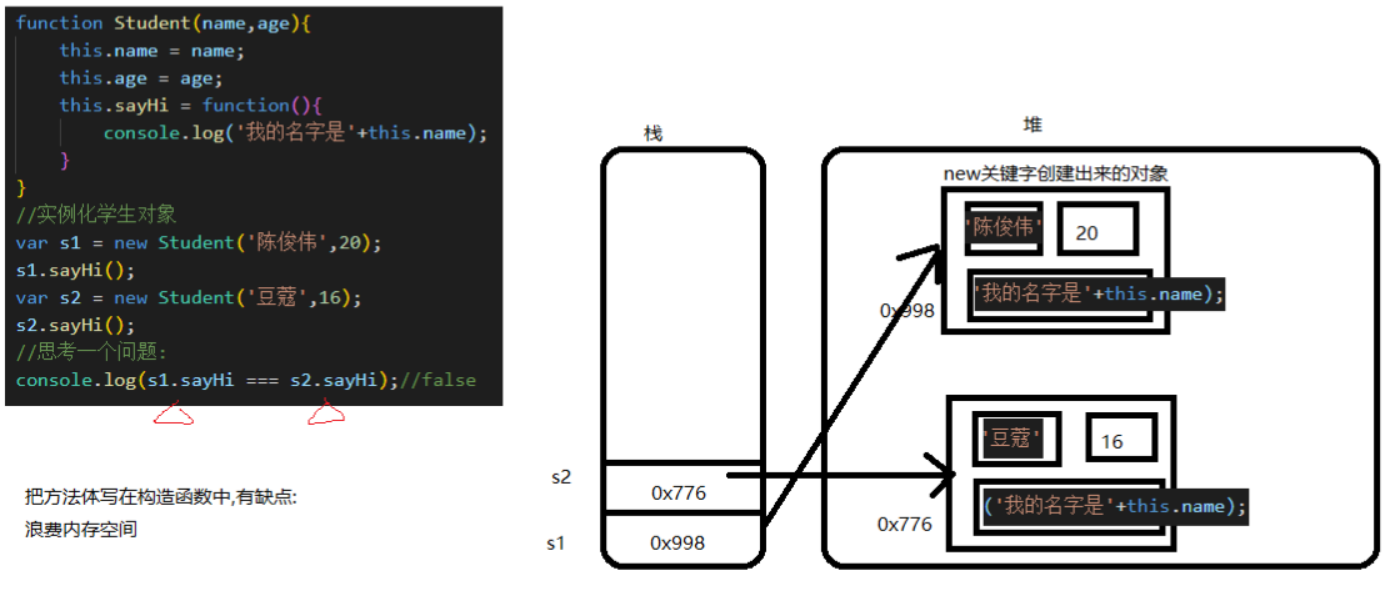 function Student(name,age){
this.name = name;
this.age = age;
this.sayHi = function(){
console.log('我的名字是'+this.name);
}
}
//实例化学生对象
var s1 = new Student('陈俊伟',20);
s1.sayHi();
var s2 = new Student('豆蔻',16);
s2.sayHi();
//思考一个问题:
console.log(s1.sayHi === s2.sayHi);//false
把方法体写在构造函数中,有缺点:
浪费内存空间
栈
s2
0x776
s1
0x998
堆
new关键字创建出来的对象
'陈俊伟'
20
'我的名字是'+this.name);
0x998
'豆蔻'
16
('我的名字是'+this.name);
0x776